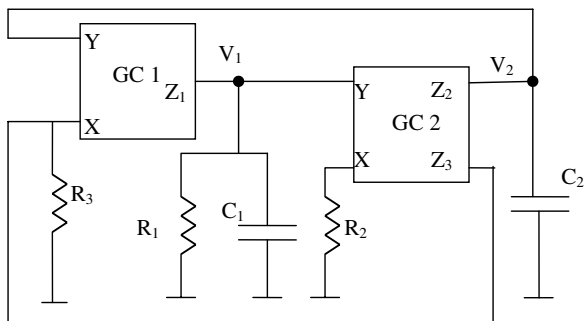 Y
GC 1
Z₁
X
V₁
Y
Z₂
GC 2
X
Z₃
V₂
R₃
R₁
C₁
R₂
C₂